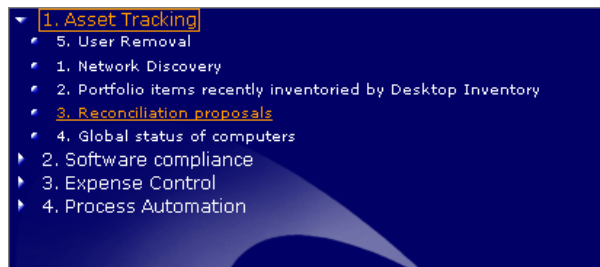 1. Asset Tracking
5. User Removal
1. Network Discovery
2. Portfolio items recently inventoried by Desktop Inventory
3. Reconciliation proposals
4. Global status of computers
2. Software compliance
3. Expense Control
4. Process Automation